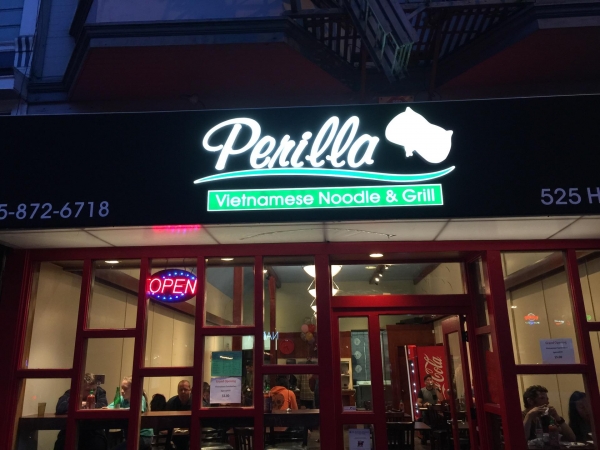 Perilla
Vietnamese Noodle & Grill
5-872-6718
525 H
OPEN
Coca-Cola